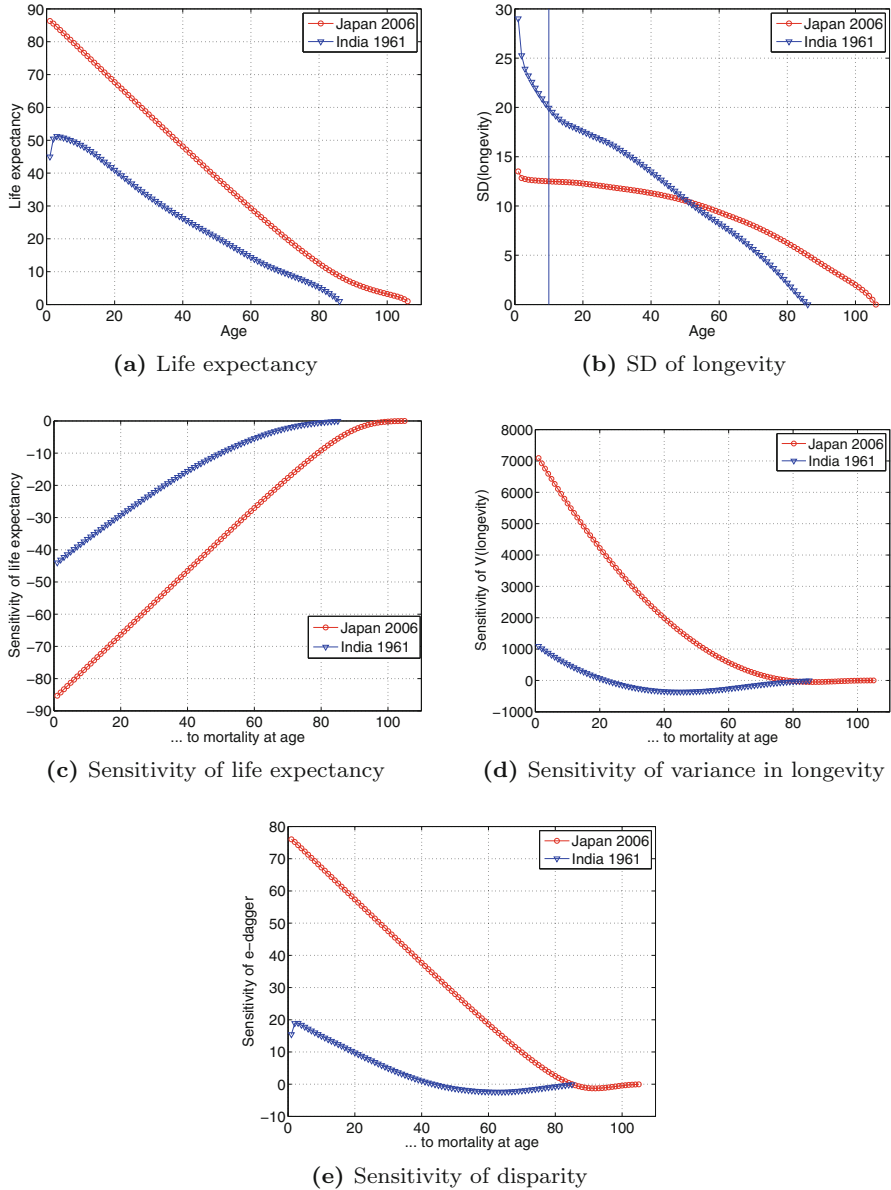 90
80
70
60
50
40
30
20
10
0
Life expectancy
0 20 40 60 80 100
Age
Japan 2006
India 1961
(a) Life expectancy
30
25
20
15
10
5
0
SD(longevity)
0 20 40 60 80 100
Age
Japan 2006
India 1961
(b) SD of longevity
0
−10
−20
−30
−40
−50
−60
−70
−80
−90
Sensitivity of life expectancy
0 20 40 60 80 100
... to mortality at age
Japan 2006
India 1961
(c) Sensitivity of life expectancy
8000
7000
6000
5000
4000
3000
2000
1000
0
−1000
Sensitivity of V(longevity)
0 20 40 60 80 100
... to mortality at age
Japan 2006
India 1961
(d) Sensitivity of variance in longevity
80
70
60
50
40
30
20
10
0
−10
Sensitivity of e−dagger
0 20 40 60 80 100
... to mortality at age
Japan 2006
India 1961
(e) Sensitivity of disparity